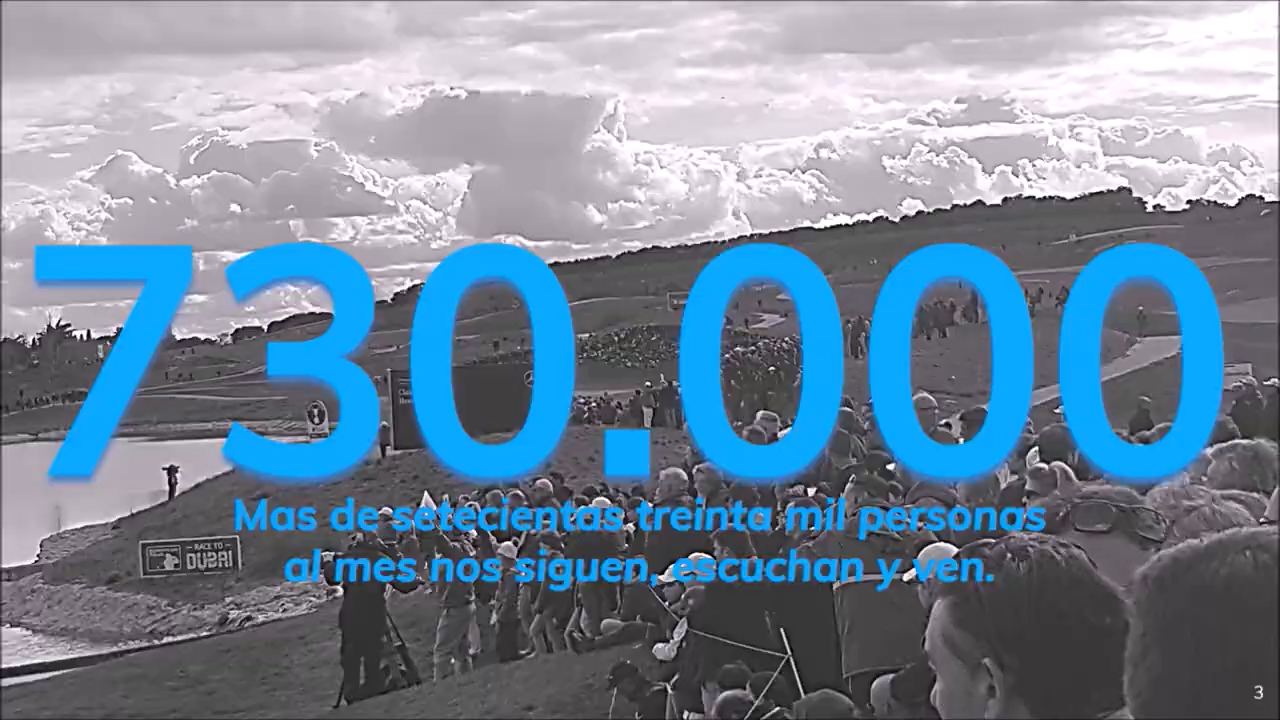 730.000
Mas de setecientas treinta mil personas
al mes nos siguen, escuchan y ven.
RACE TO
DUBAI
3